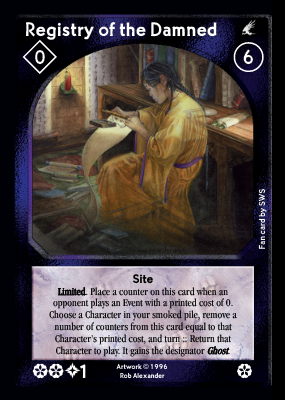 Registry of the Damned
0
6
Fan card by SWS
Site
Limited. Place a counter on this card when an
opponent plays an Event with a printed cost of 0.
Choose a Character in your smoked pile, remove a
number of counters from this card equal to that
Character's printed cost, and turn :: Return that
Character to play. It gains the designator Ghost.
1
Artwork © 1996
Rob Alexander